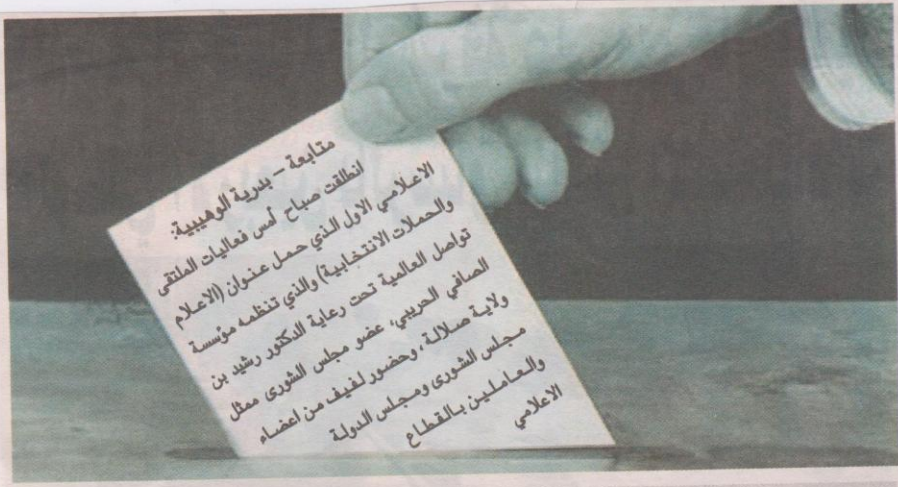 متابعة – بدرية الوهيبية:
انطلقت صباح أمس فعاليات الملتقى
الاعلامي الاول الذي حمل عنوان (الاعلام
والحملات الانتخابية) والذي تنظمه مؤسسة
تواصل العالمية تحت رعاية الدكتور رشيد بن
الصافي الحريبي، عضو مجلس الشورى ممثل
ولاية صلالة، وحضور لفيف من اعضاء
مجلس الشورى ومجلس الدولة
والعاملين بالقطاع
الاعلامي